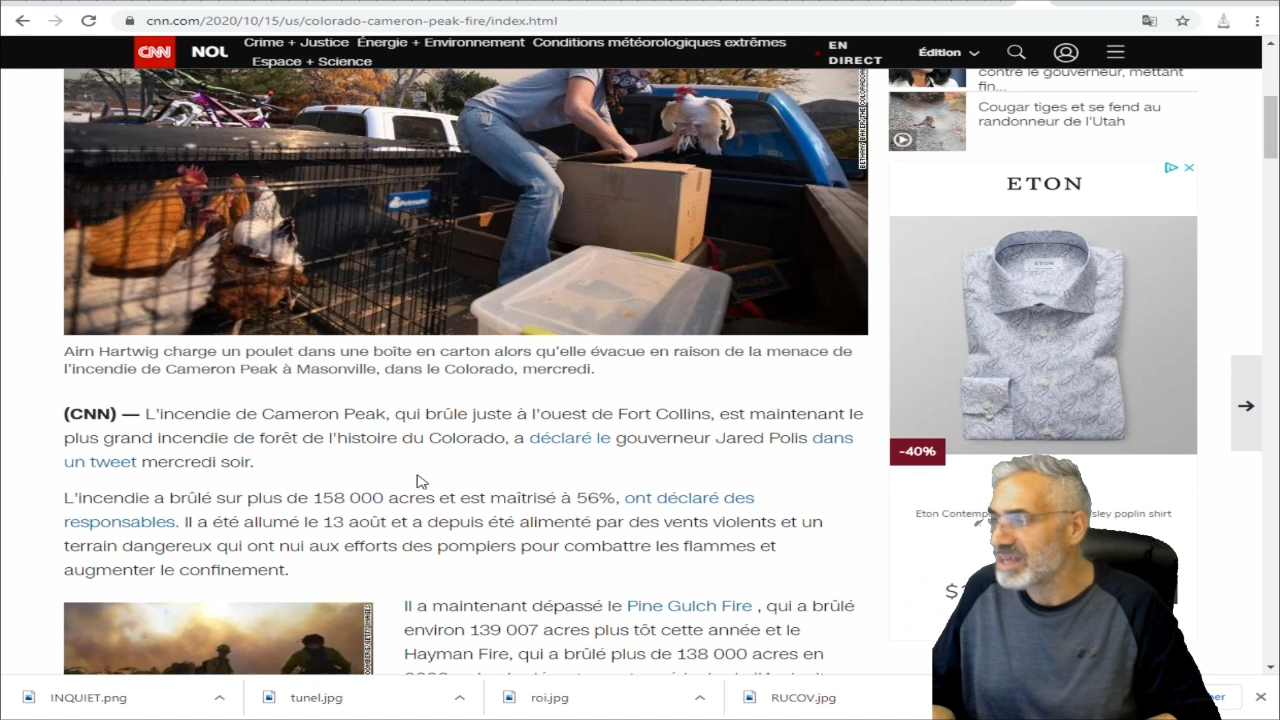 cnn.com/2020/10/15/us/colorado-cameron-peak-fire/index.html
CNN NOU Crime + Justice Énergie + Environnement Conditions météorologiques extrêmes
Espace + Science
EN DIRECT
Édition
contre le gouverneur, mettant
fin...
Cougar tiges et se fend au
randonneur de l'Utah
ETON
ETON
-40%
Airn Hartwig charge un poulet dans une boîte en carton alors qu'elle évacue en raison de la menace de
l'incendie de Cameron Peak à Masonville, dans le Colorado, mercredi.
(CNN) — L'incendie de Cameron Peak, qui brûle juste à l'ouest de Fort Collins, est maintenant le
plus grand incendie de forêt de l'histoire du Colorado, a déclaré le gouverneur Jared Polis dans
un tweet mercredi soir.
L'incendie a brûlé sur plus de 158 000 acres et est maîtrisé à 56%, ont déclaré des
responsables. Il a été allumé le 13 août et a depuis été alimenté par des vents violents et un
terrain dangereux qui ont nui aux efforts des pompiers pour combattre les flammes et
augmenter le confinement.
Il a maintenant dépassé le Pine Gulch Fire , qui a brûlé
environ 139 007 acres plus tôt cette année et le
Hayman Fire, qui a brûlé plus de 138 000 acres en
poplin shirt
INQUIET.png
tunel.jpg
roi.jpg
RUCOV.jpg